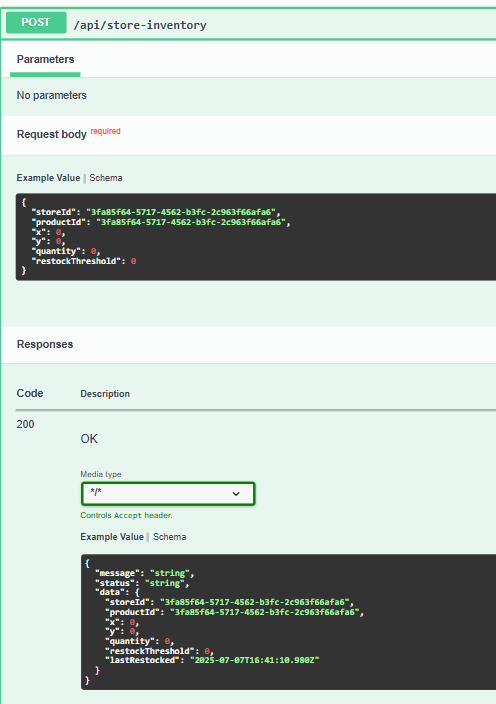 POST /api/store-inventory
Parameters
No parameters
Request body required
Example Value | Schema
{
  "storeId": "3fa85f64-5717-4562-b3fc-2c963f66afa6",
  "productId": "3fa85f64-5717-4562-b3fc-2c963f66afa6",
  "x": 0,
  "y": 0,
  "quantity": 0,
  "restockThreshold": 0
}
Responses
Code Description
200
OK
Media type
*/*
Controls Accept header.
Example Value | Schema
{
  "message": "string",
  "status": "string",
  "data": {
    "storeId": "3fa85f64-5717-4562-b3fc-2c963f66afa6",
    "productId": "3fa85f64-5717-4562-b3fc-2c963f66afa6",
    "x": 0,
    "y": 0,
    "quantity": 0,
    "restockThreshold": 0,
    "lastRestocked": "2025-07-07T16:41:10.980Z"
  }
}